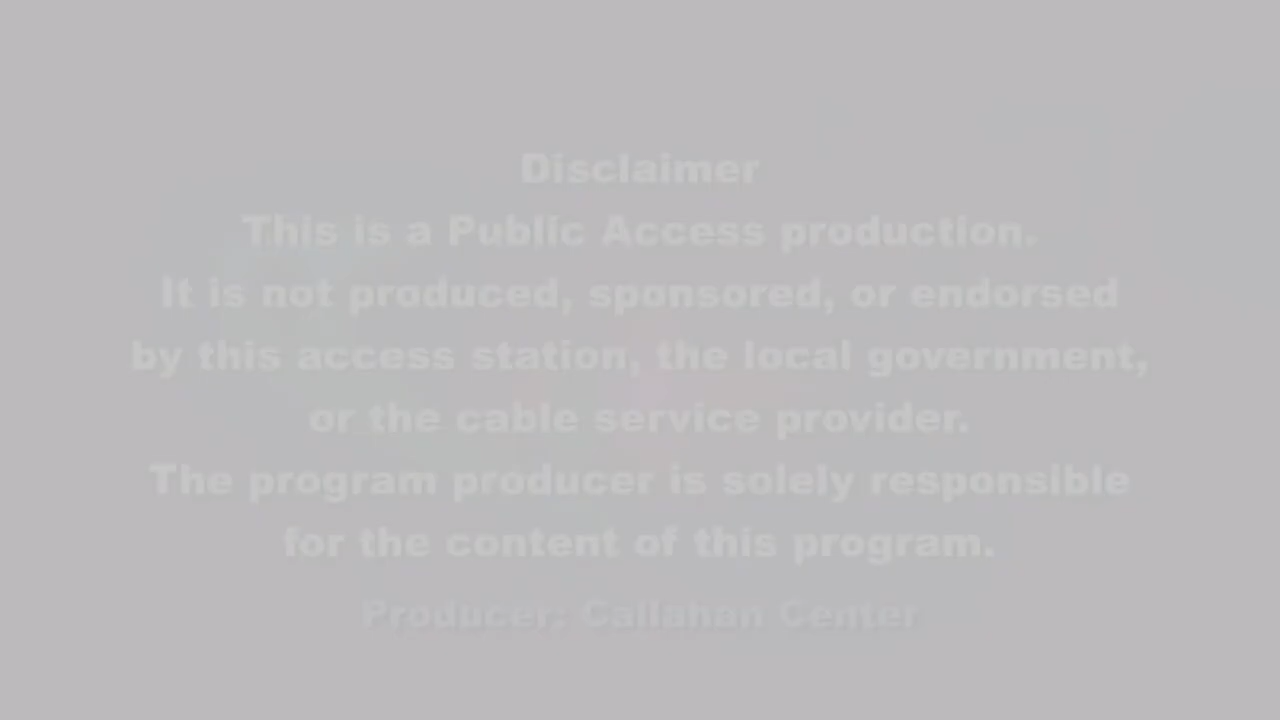 Disclaimer
This is a Public Access production.
It is not produced, sponsored, or endorsed
by this access station, the local government,
or the cable service provider.
The program producer is solely responsible
for the content of this program.
Producer: Callahan Center